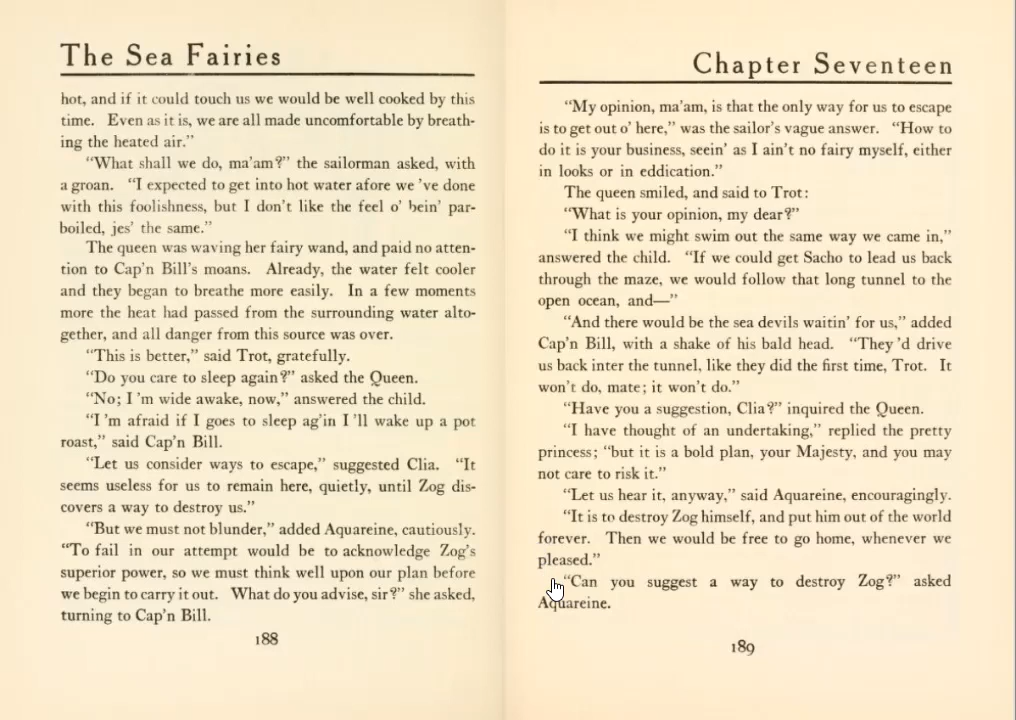 The Sea Fairies
hot, and if it could touch us we would be well cooked by this
time. Even as it is, we are all made uncomfortable by breath-
ing the heated air.”
“What shall we do, ma'am?” the sailorman asked, with
a groan. “I expected to get into hot water afore we 've done
with this foolishness, but I don't like the feel o' bein' par-
boiled, jes' the same.”
The queen was waving her fairy wand, and paid no atten-
tion to Cap'n Bill's moans. Already, the water felt cooler
and they began to breathe more easily. In a few moments
more the heat had passed from the surrounding water alto-
gether, and all danger from this source was over.
“This is better,” said Trot, gratefully.
“Do you care to sleep again?” asked the Queen.
“No; I 'm wide awake, now,” answered the child.
“I 'm afraid if I goes to sleep ag'in I 'll wake up a pot
roast,” said Cap'n Bill.
“Let us consider ways to escape,” suggested Clia. “It
seems useless for us to remain here, quietly, until Zog dis-
covers a way to destroy us.”
“But we must not blunder,” added Aquareine, cautiously.
“To fail in our attempt would be to acknowledge Zog's
superior power, so we must think well upon our plan before
we begin to carry it out. What do you advise, sir?” she asked,
turning to Cap'n Bill.
188
Chapter Seventeen
“My opinion, ma'am, is that the only way for us to escape
is to get out o' here,” was the sailor's vague answer. “How to
do it is your business, seein' as I ain't no fairy myself, either
in looks or in eddication.”
The queen smiled, and said to Trot:
“What is your opinion, my dear?”
“I think we might swim out the same way we came in,”
answered the child. “If we could get Sacho to lead us back
through the maze, we would follow that long tunnel to the
open ocean, and—”
“And there would be the sea devils waitin' for us,” added
Cap'n Bill, with a shake of his bald head. “They 'd drive
us back inter the tunnel, like they did the first time, Trot. It
won't do, mate; it won't do.”
“Have you a suggestion, Clia?” inquired the Queen.
“I have thought of an undertaking,” replied the pretty
princess; “but it is a bold plan, your Majesty, and you may
not care to risk it.”
“Let us hear it, anyway,” said Aquareine, encouragingly.
“It is to destroy Zog himself, and put him out of the world
forever. Then we would be free to go home, whenever we
pleased.”
“Can you suggest a way to destroy Zog?” asked
Aquareine.
189